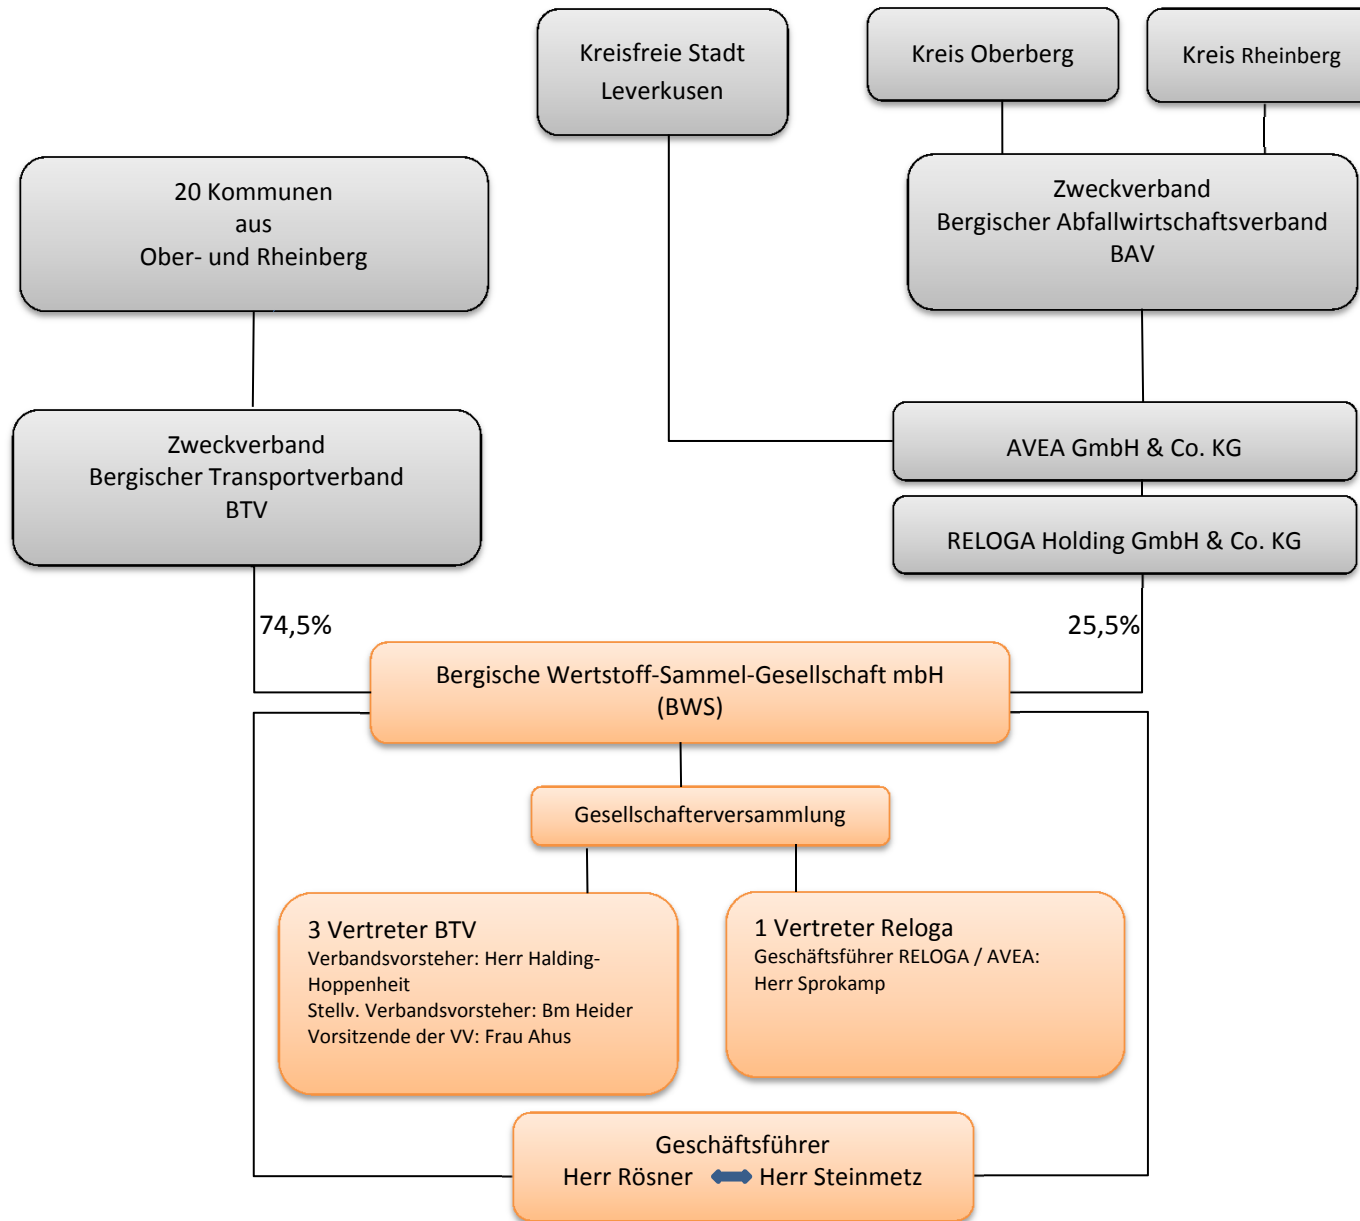 Kreisfreie Stadt
Leverkusen
Kreis Oberberg
Kreis Rheinberg
20 Kommunen
aus
Ober- und Rheinberg
Zweckverband
Bergischer Abfallwirtschaftsverband
BAV
Zweckverband
Bergischer Transportverband
BTV
AVEA GmbH & Co. KG
RELOGA Holding GmbH & Co. KG
74,5%
25,5%
Bergische Wertstoff-Sammel-Gesellschaft mbH
(BWS)
Gesellschafterversammlung
3 Vertreter BTV
Verbandsvorsteher: Herr Halding-
Hoppenheit
Stellv. Verbandsvorsteher: Bm Heider
Vorsitzende der VV: Frau Ahus
1 Vertreter Reloga
Geschäftsführer RELOGA / AVEA:
Herr Sprokamp
Geschäftsführer
Herr Rösner Herr Steinmetz